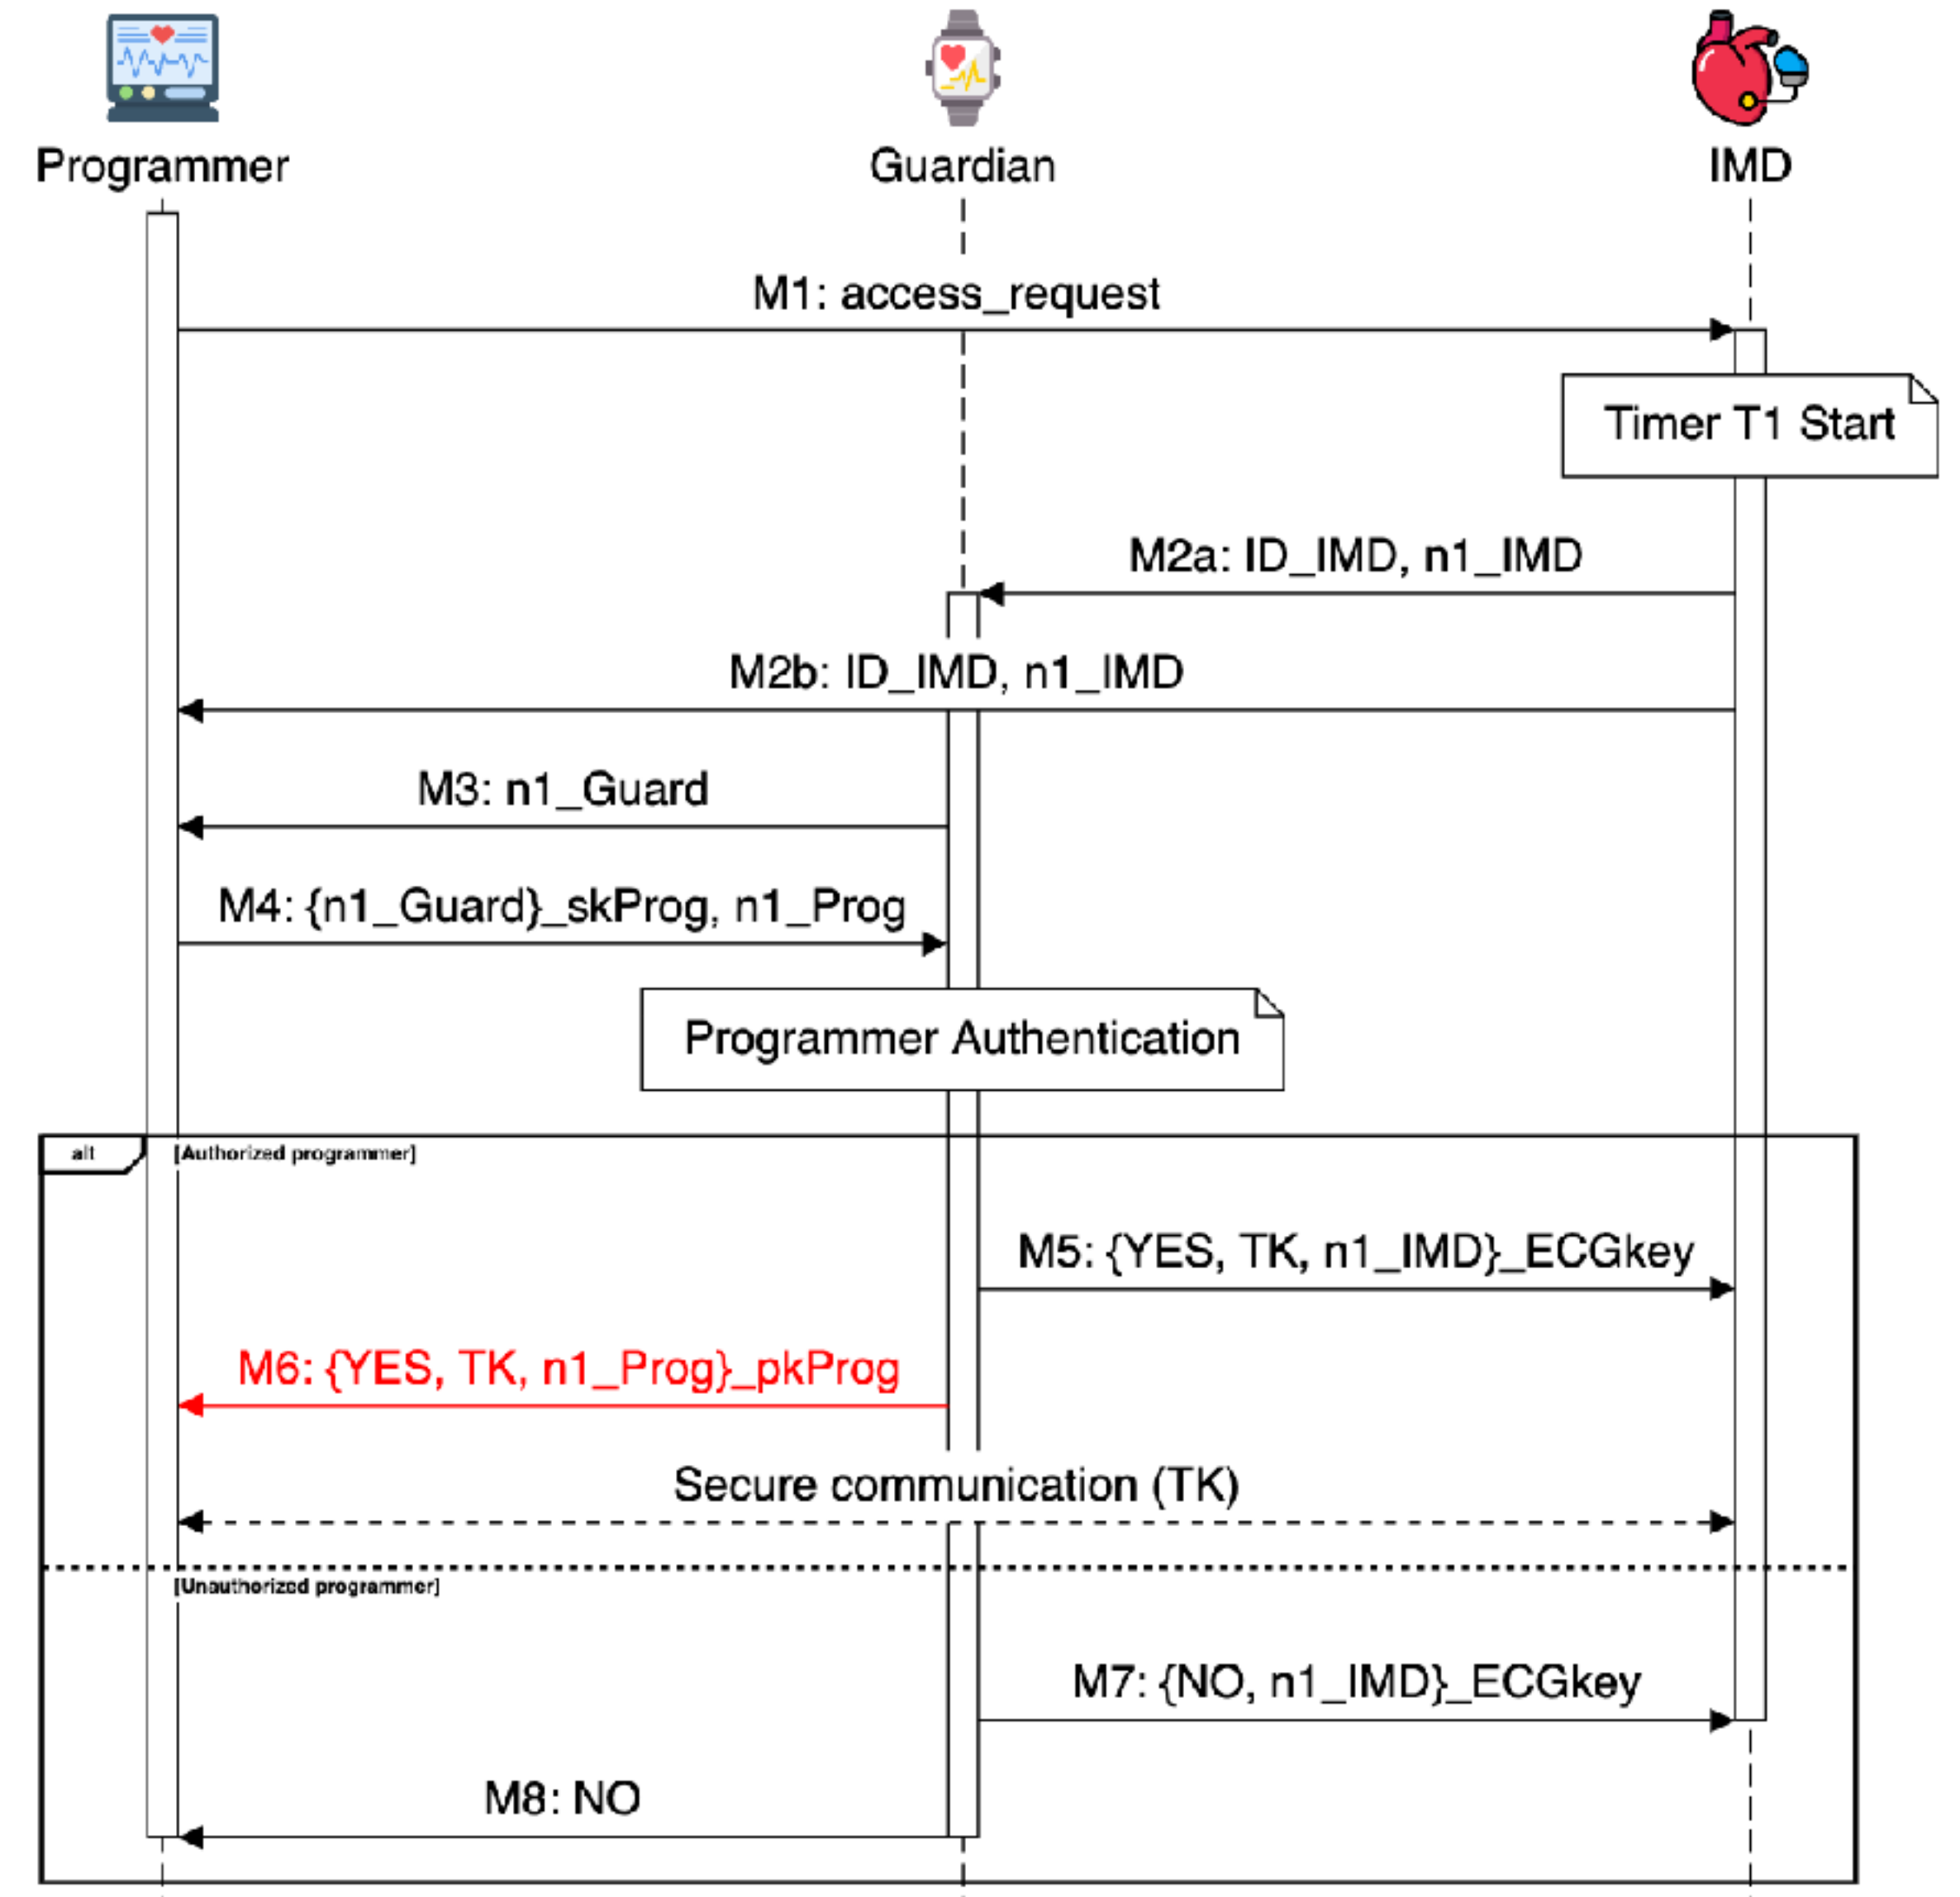 Programmer
Guardian
IMD
M1: access_request
Timer T1 Start
M2a: ID_IMD, n1_IMD
M2b: ID_IMD, n1_IMD
M3: n1_Guard
M4: {n1_Guard}_skProg, n1_Prog
Programmer Authentication
alt
[Authorized programmer]
M5: {YES, TK, n1_IMD}_ECGkey
M6: {YES, TK, n1_Prog}_pkProg
Secure communication (TK)
[Unauthorized programmer]
M7: {NO, n1_IMD}_ECGkey
M8: NO